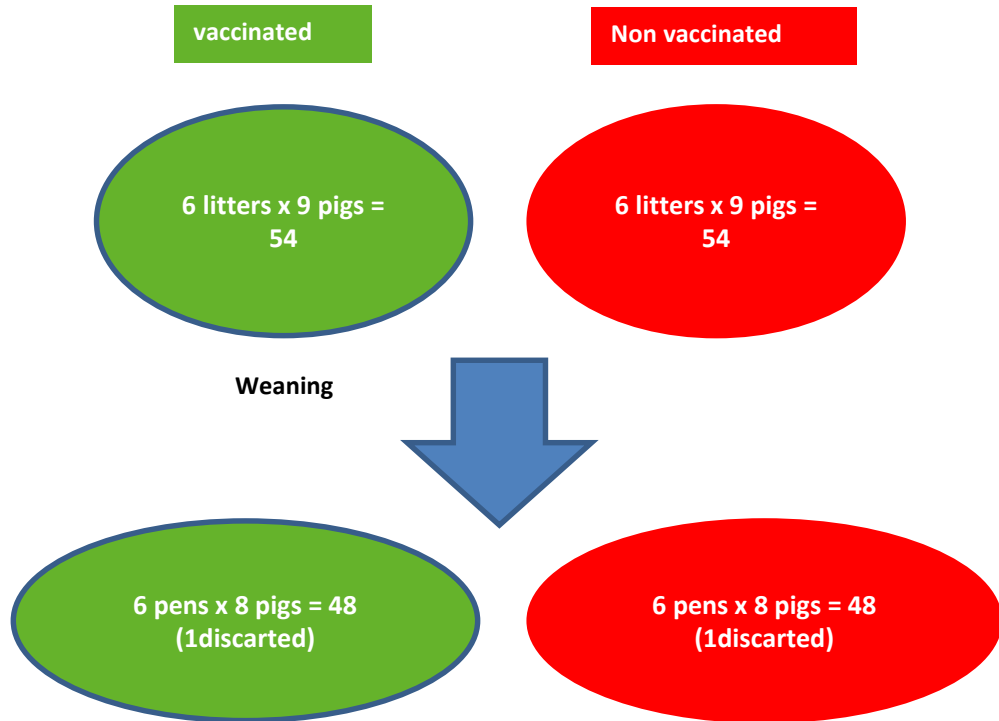 vaccinated
Non vaccinated
6 litters x 9 pigs =
54
6 litters x 9 pigs =
54
Weaning
6 pens x 8 pigs = 48
(1discarted)
6 pens x 8 pigs = 48
(1discarted)